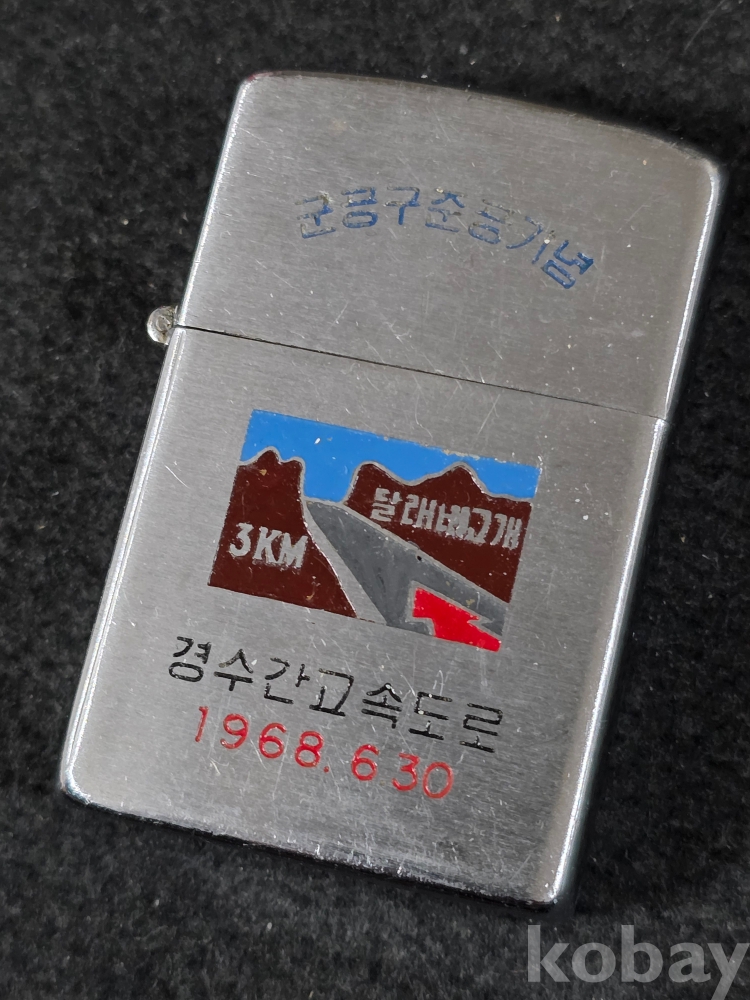 군공구준공기념
달래내고개
3KM
경수간고속도로
1968. 6 30
kobay